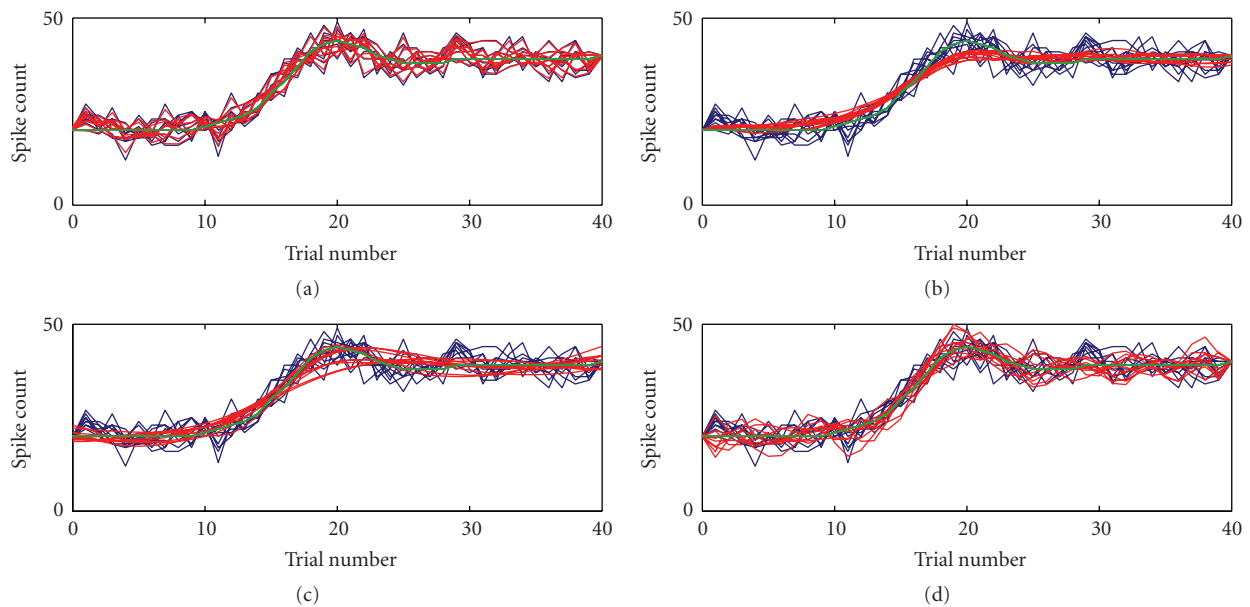 50
Spike count
0
0 10 20 30 40
Trial number
(a)
50
Spike count
0
0 10 20 30 40
Trial number
(b)
50
Spike count
0
0 10 20 30 40
Trial number
(c)
50
Spike count
0
0 10 20 30 40
Trial number
(d)